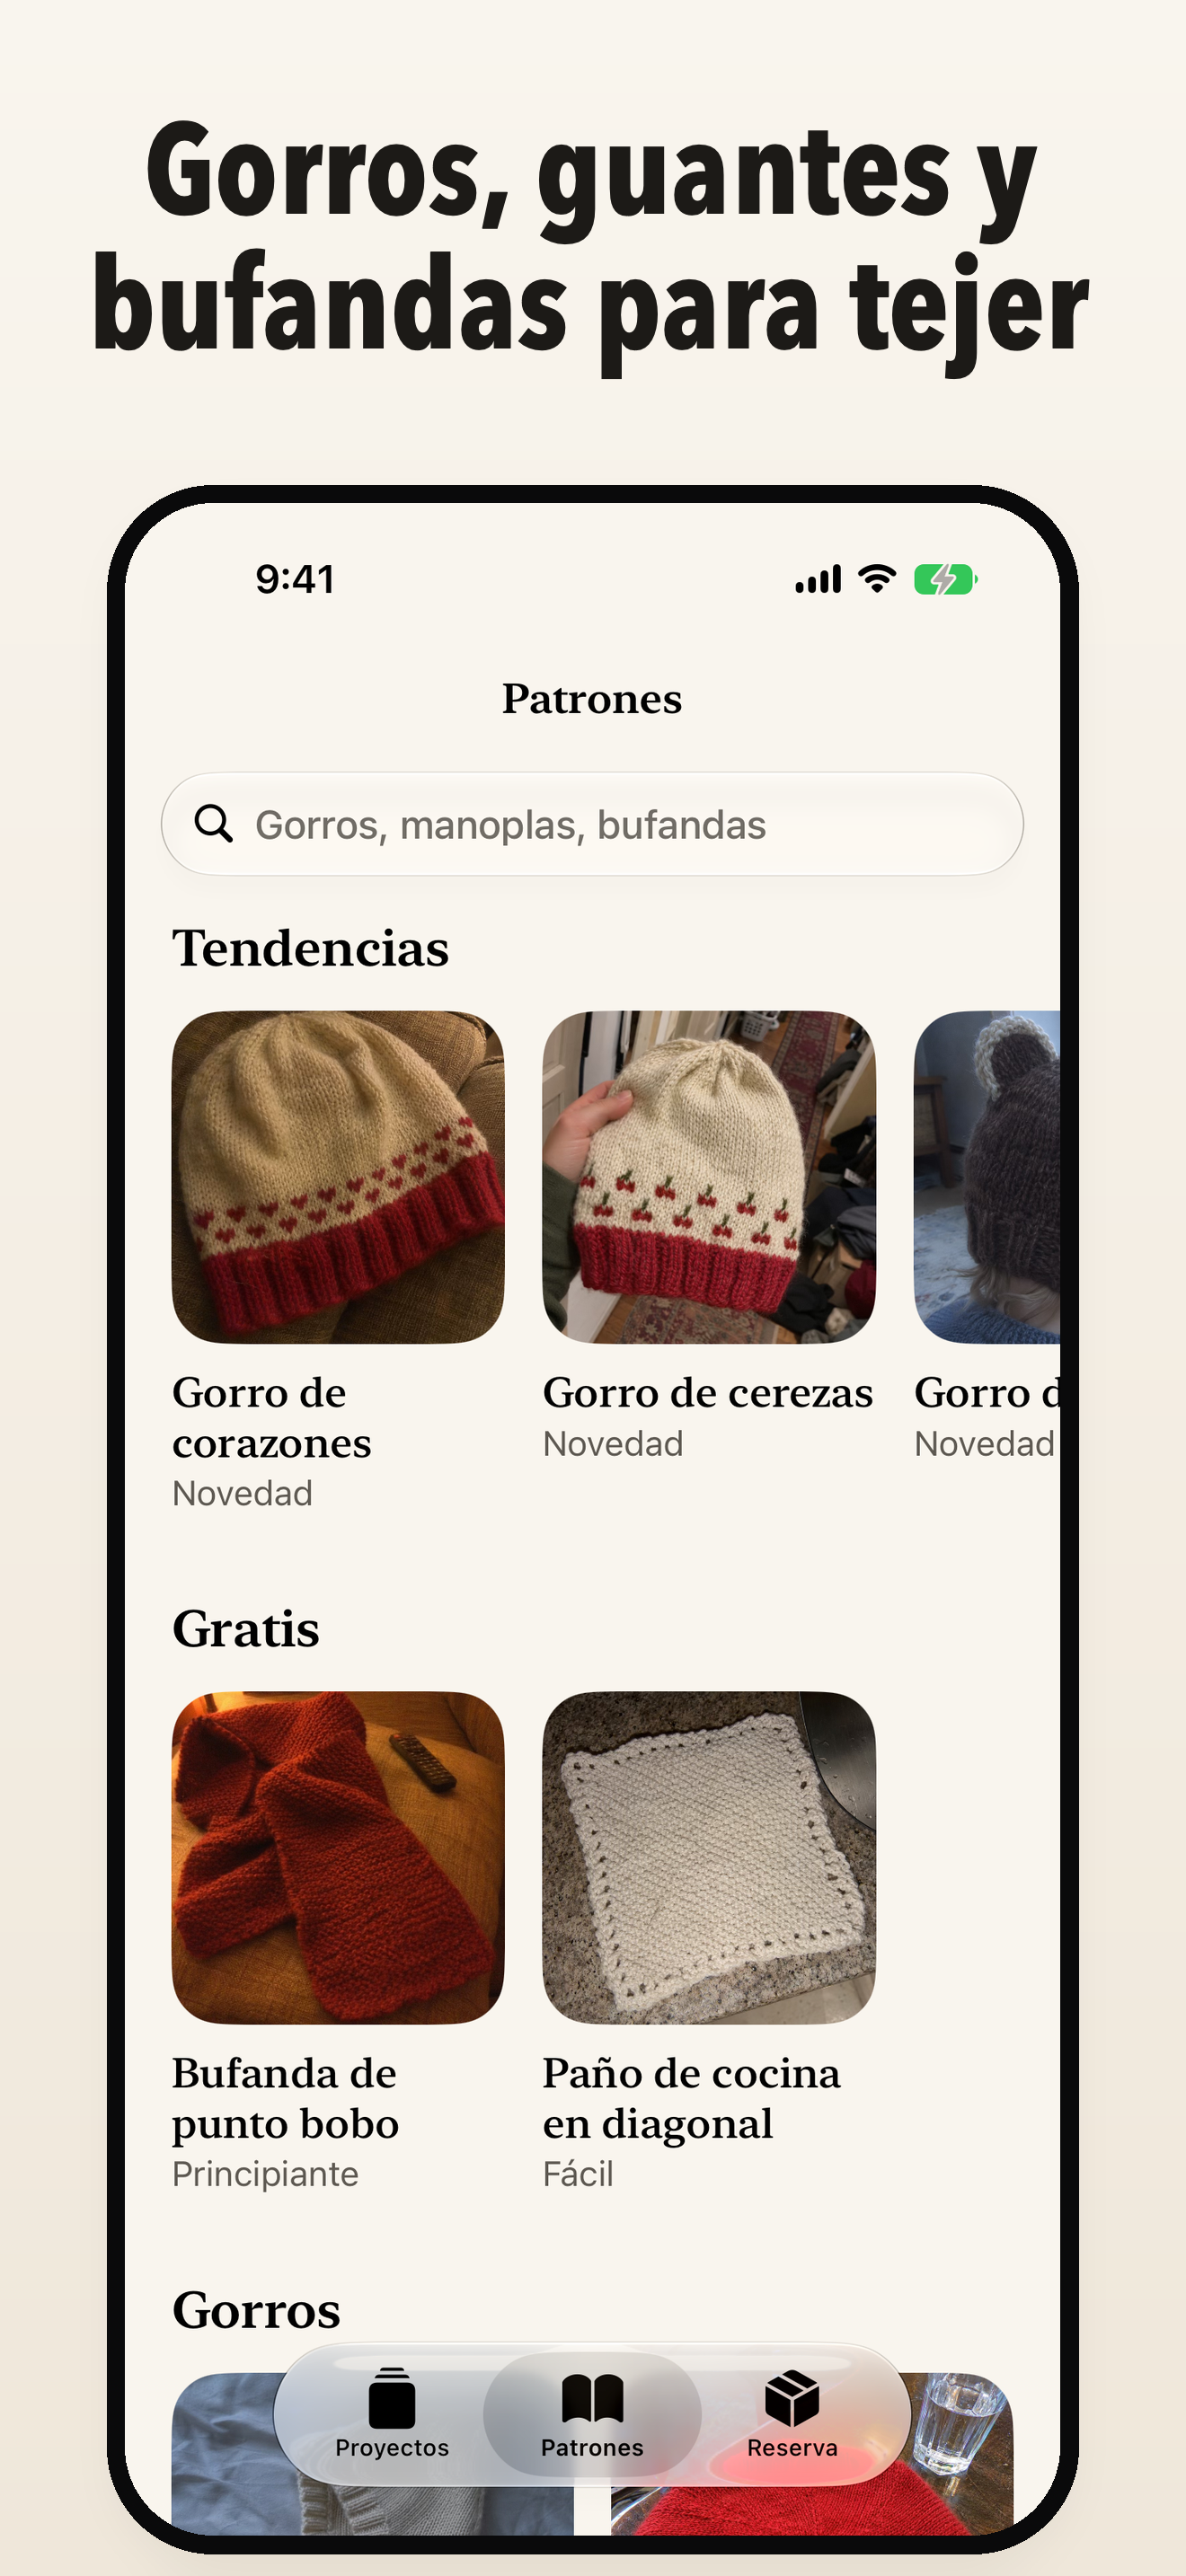 Gorros, guantes y
bufandas para tejer
9:41
Patrones
Gorros, manoplas, bufandas
Tendencias
Gorro de
corazones
Novedad
Gorro de cerezas
Novedad
Gorro
Novedad
Gratis
Bufanda de
punto bobo
Principiante
Paño de cocina
en diagonal
Fácil
Gorros
Proyectos
Patrones
Reserva